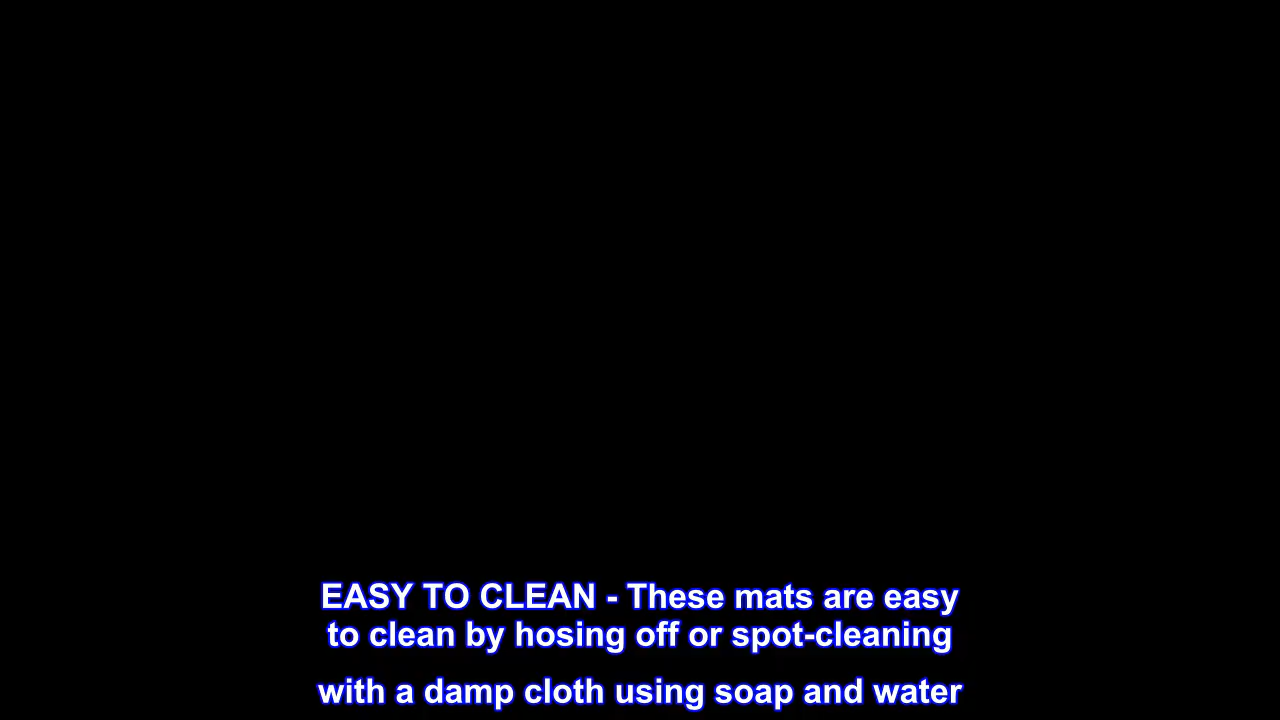 EASY TO CLEAN - These mats are easy
to clean by hosing off or spot-cleaning
with a damp cloth using soap and water